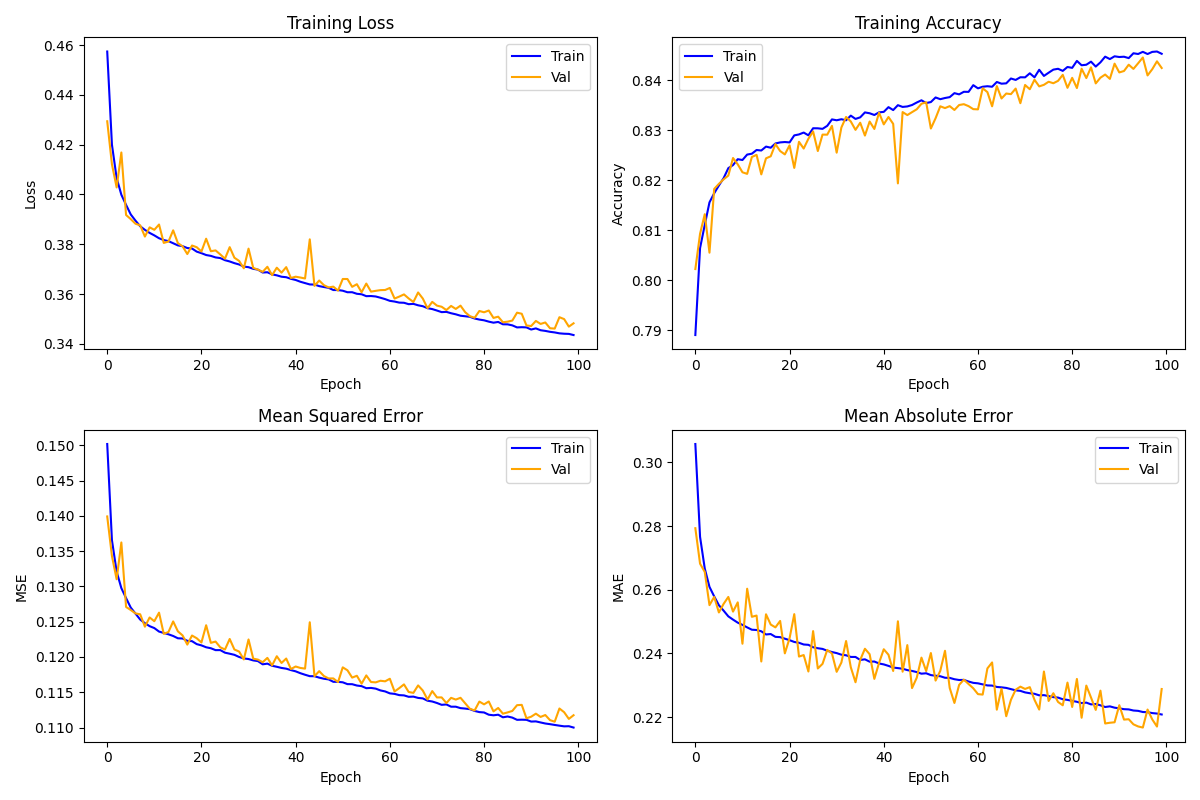 Training Loss
Loss
0.46
0.44
0.42
0.40
0.38
0.36
0.34
Train
Val
0 20 40 60 80 100
Epoch
Training Accuracy
Accuracy
0.84
0.83
0.82
0.81
0.80
0.79
Train
Val
0 20 40 60 80 100
Epoch
Mean Squared Error
MSE
0.150
0.145
0.140
0.135
0.130
0.125
0.120
0.115
0.110
Train
Val
0 20 40 60 80 100
Epoch
Mean Absolute Error
MAE
0.30
0.28
0.26
0.24
0.22
Train
Val
0 20 40 60 80 100
Epoch